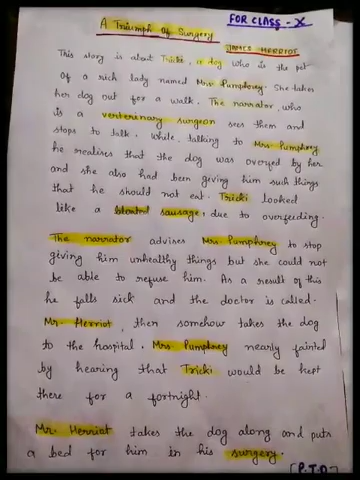 FOR CLASS - X
A Triumph of Surgery
JAMES HERRIOT
This story is about Tricki, a dog who is the pet
of a rich lady named Mrs. Pumphrey. She takes
her dog out for a walk. The narrator, who
is a verterinary surgeon sees them and
stops to talk. While, talking to Mrs. Pumphrey
he realises that the dog was overfed by her
and she also had been giving him such things
that he should not eat. Tricki looked
like a bloated sausage, due to overfeeding.
The narrator advises Mrs. Pumphrey to stop
giving him unhealthy things but she could not
be able to refuse him. As a result of this
he falls sick and the doctor is called.
Mr. Herriot, then somehow takes the dog
to the hospital. Mrs. Pumphrey nearly fainted
by hearing that Tricki would be kept
there for a fortnight.
Mr. Herriot takes the dog along and puts
a bed for him in his surgery.
[P.T.O]